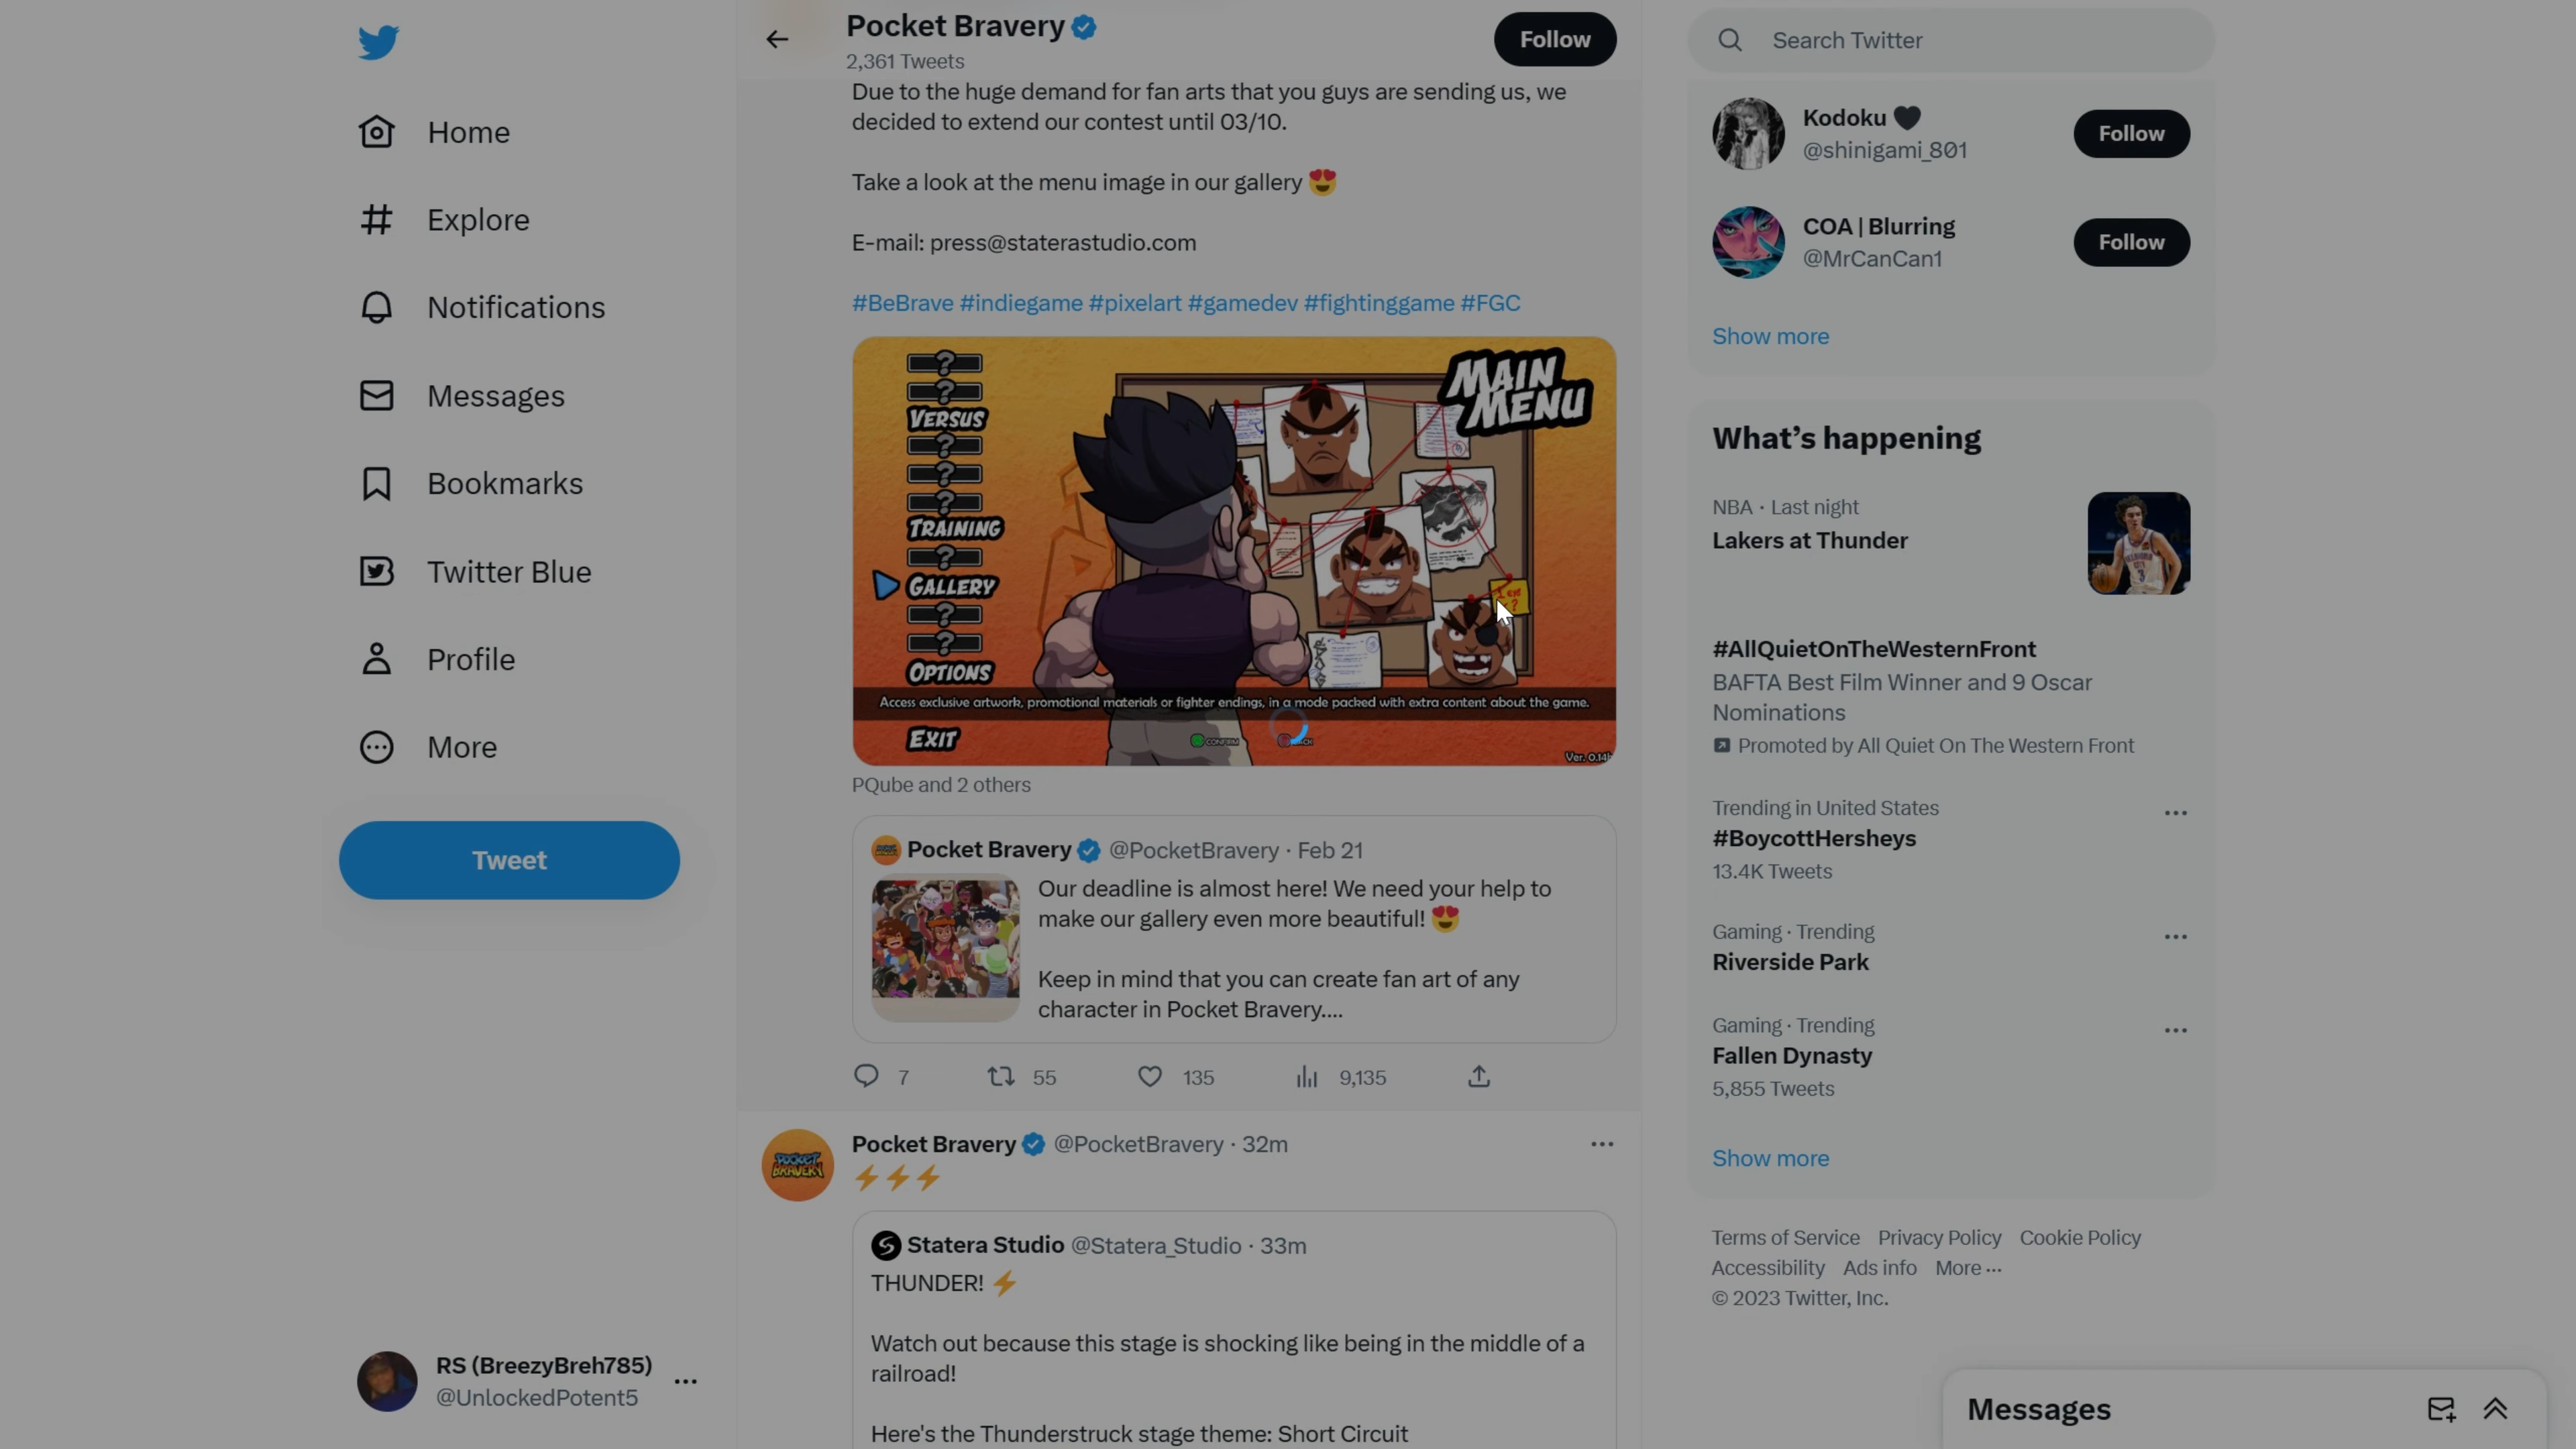 Home
Explore
Notifications
Messages
Bookmarks
Twitter Blue
Profile
More
Tweet
RS (BreezyBreh785)
@UnlockedPotent5
Pocket Bravery
2,361 Tweets
Follow
Due to the huge demand for fan arts that you guys are sending us, we
decided to extend our contest until 03/10.
Take a look at the menu image in our gallery 😍
E-mail: press@staterastudio.com
#BeBrave #indiegame #pixelart #gamedev #fightinggame #FGC
MAIN
MENU
?
?
VERSUS
?
?
?
TRAINING
?
GALLERY
?
?
OPTIONS
Access exclusive artwork, promotional materials or fighter endings, in a mode packed with extra content about the game.
EXIT
CONFIRM
PQube and 2 others
Pocket Bravery @PocketBravery · Feb 21
Our deadline is almost here! We need your help to
make our gallery even more beautiful! 😍
Keep in mind that you can create fan art of any
character in Pocket Bravery....
7 55 135 9,135
Pocket Bravery @PocketBravery · 32m
⚡⚡⚡
POCKET
BRAVERY
Statera Studio @Statera_Studio · 33m
THUNDER! ⚡
Watch out because this stage is shocking like being in the middle of a
railroad!
Here's the Thunderstruck stage theme: Short Circuit
Search Twitter
Kodoku 🖤
@shinigami_801
Follow
COA | Blurring
@MrCanCan1
Follow
Show more
What's happening
NBA · Last night
Lakers at Thunder
#AllQuietOnTheWesternFront
BAFTA Best Film Winner and 9 Oscar
Nominations
Promoted by All Quiet On The Western Front
Trending in United States
#BoycottHersheys
13.4K Tweets
Gaming · Trending
Riverside Park
Gaming · Trending
Fallen Dynasty
5,855 Tweets
Show more
Terms of Service Privacy Policy Cookie Policy
Accessibility Ads info More ...
© 2023 Twitter, Inc.
Messages